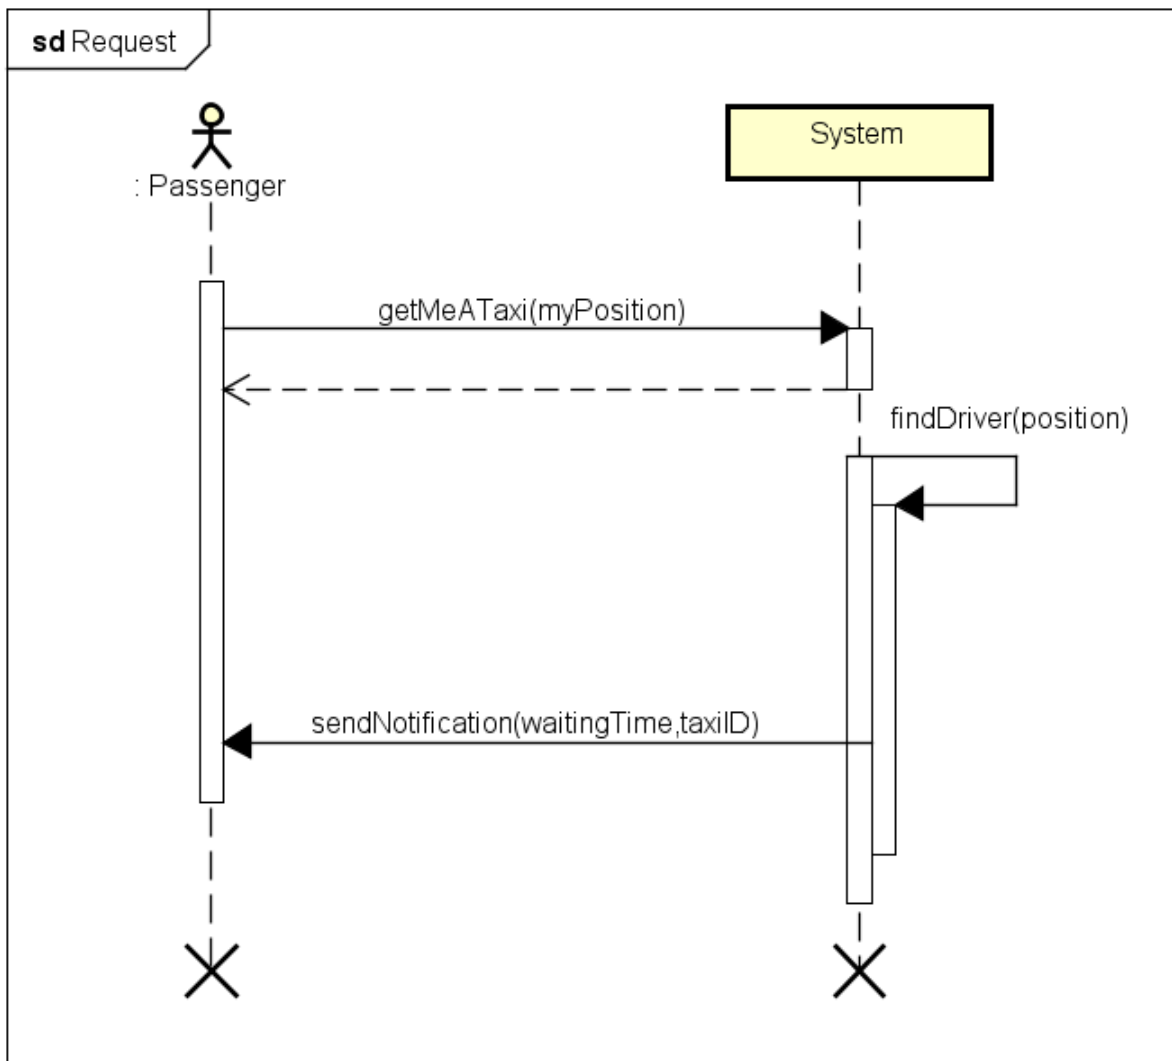 sd Request
: Passenger
System
getMeATaxi(myPosition)
findDriver(position)
sendNotification(waitingTime,taxiID)